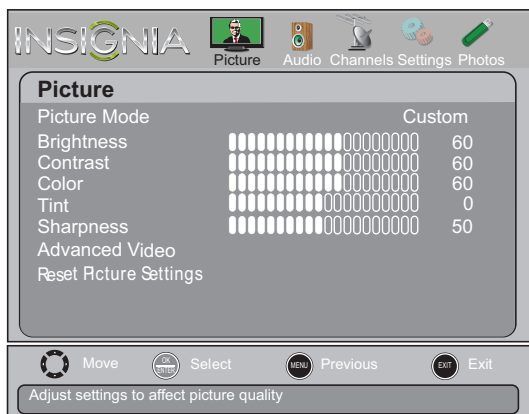 INSIGNIA
Picture Audio Channels Settings Photos
Picture
Picture Mode Custom
Brightness 60
Contrast 60
Color 60
Tint 0
Sharpness 50
Advanced Video
Reset Picture Settings
Move OK ENTER Select MENU Previous EXIT Exit
Adjust settings to affect picture quality